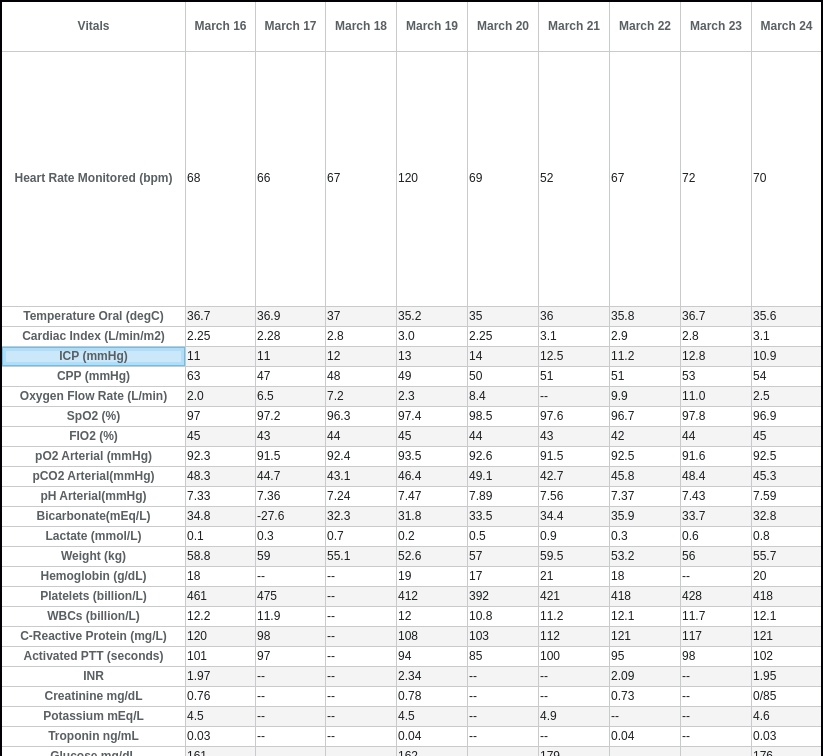 Vitals March 16 March 17 March 18 March 19 March 20 March 21 March 22 March 23 March 24
Heart Rate Monitored (bpm) 68 66 67 120 69 52 67 72 70
Temperature Oral (degC) 36.7 36.9 37 35.2 35 36 35.8 36.7 35.6
Cardiac Index (L/min/m2) 2.25 2.28 2.8 3.0 2.25 3.1 2.9 2.8 3.1
ICP (mmHg) 11 11 12 13 14 12.5 11.2 12.8 10.9
CPP (mmHg) 63 47 48 49 50 51 51 53 54
Oxygen Flow Rate (L/min) 2.0 6.5 7.2 2.3 8.4 -- 9.9 11.0 2.5
SpO2 (%) 97 97.2 96.3 97.4 98.5 97.6 96.7 97.8 96.9
FIO2 (%) 45 43 44 45 44 43 42 44 45
pO2 Arterial (mmHg) 92.3 91.5 92.4 93.5 92.6 91.5 92.5 91.6 92.5
pCO2 Arterial(mmHg) 48.3 44.7 43.1 46.4 49.1 42.7 45.8 48.4 45.3
pH Arterial(mmHg) 7.33 7.36 7.24 7.47 7.89 7.56 7.37 7.43 7.59
Bicarbonate(mEq/L) 34.8 -27.6 32.3 31.8 33.5 34.4 35.9 33.7 32.8
Lactate (mmol/L) 0.1 0.3 0.7 0.2 0.5 0.9 0.3 0.6 0.8
Weight (kg) 58.8 59 55.1 52.6 57 59.5 53.2 56 55.7
Hemoglobin (g/dL) 18 -- -- 19 17 21 18 -- 20
Platelets (billion/L) 461 475 -- 412 392 421 418 428 418
WBCs (billion/L) 12.2 11.9 -- 12 10.8 11.2 12.1 11.7 12.1
C-Reactive Protein (mg/L) 120 98 -- 108 103 112 121 117 121
Activated PTT (seconds) 101 97 -- 94 85 100 95 98 102
INR 1.97 -- -- 2.34 -- -- 2.09 -- 1.95
Creatinine mg/dL 0.76 -- -- 0.78 -- -- 0.73 -- 0/85
Potassium mEq/L 4.5 -- -- 4.5 -- 4.9 -- -- 4.6
Troponin ng/mL 0.03 -- -- 0.04 -- -- 0.04 -- 0.03
Glucose mg/dl 161 162 179 176